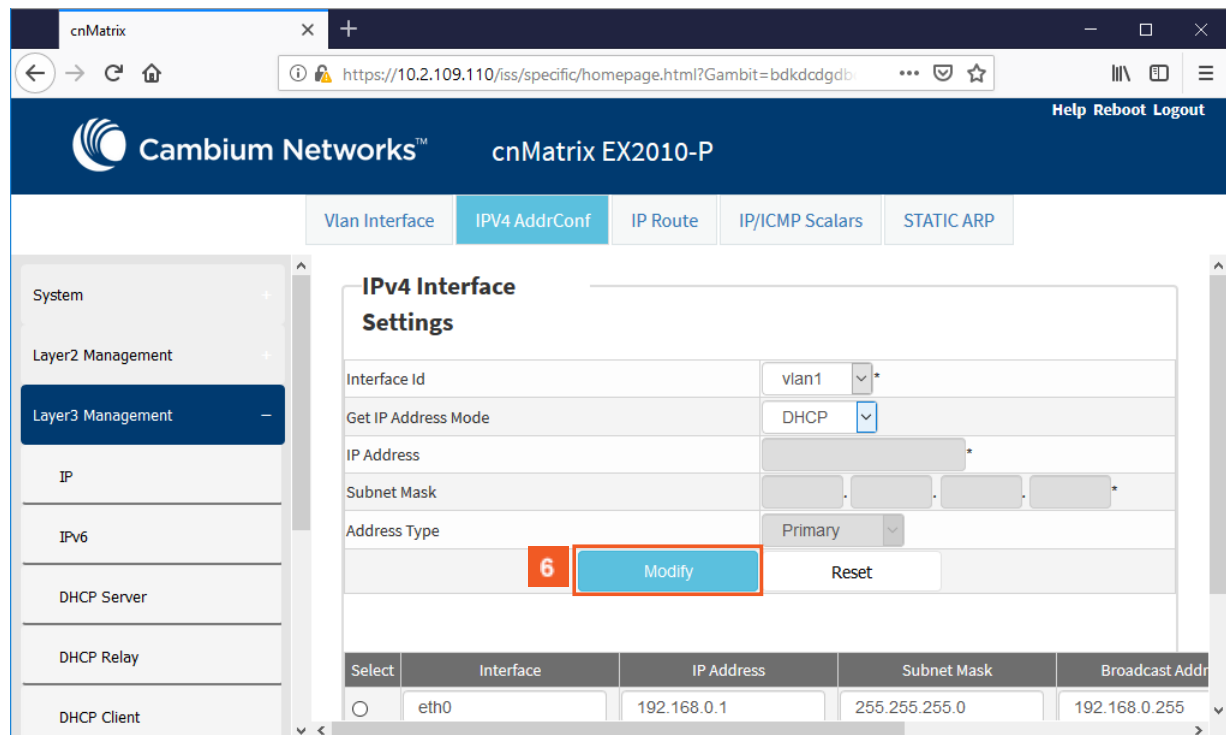 cnMatrix
https://10.2.109.110/iss/specific/homepage.html?Gambit=bdkdcdgdb
Help Reboot Logout
Cambium Networks™ cnMatrix EX2010-P
Vlan Interface IPV4 AddrConf IP Route IP/ICMP Scalars STATIC ARP
System +
Layer2 Management +
Layer3 Management –
IP
IPv6
DHCP Server
DHCP Relay
DHCP Client
IPv4 Interface
Settings
Interface Id vlan1 *
Get IP Address Mode DHCP
IP Address *
Subnet Mask . . . *
Address Type Primary
6 Modify Reset
Select Interface IP Address Subnet Mask Broadcast Addr
eth0 192.168.0.1 255.255.255.0 192.168.0.255